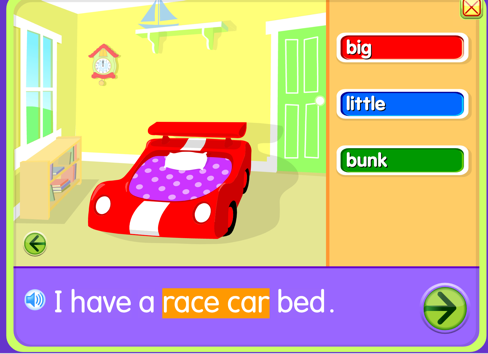 big
little
bunk
I have a race car bed.